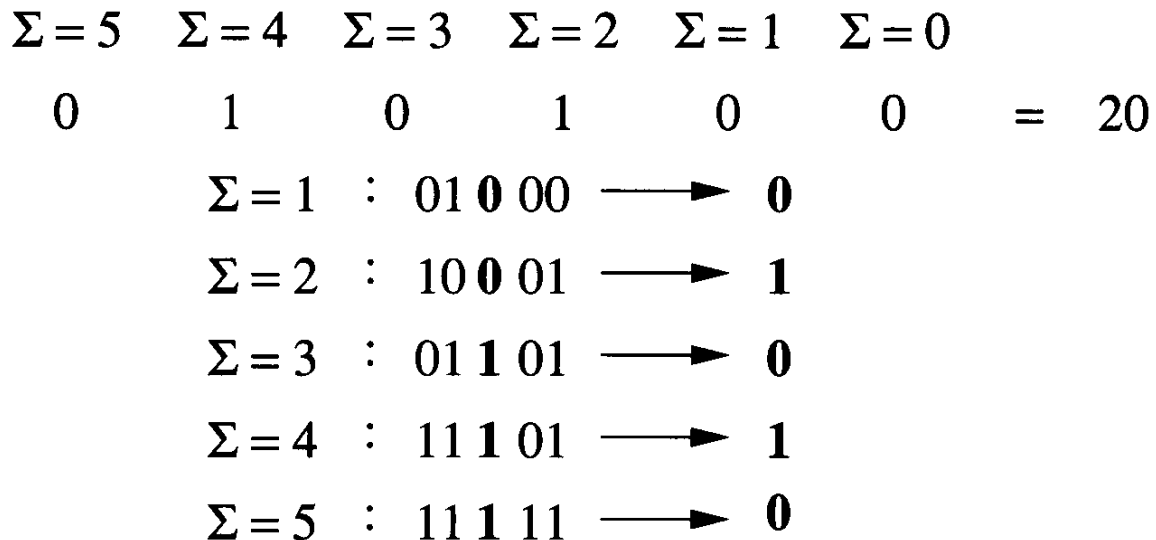 Σ = 5 Σ = 4 Σ = 3 Σ = 2 Σ = 1 Σ = 0
0 1 0 1 0 0 = 20
Σ = 1 : 01 0 00 ⟶ 0
Σ = 2 : 10 0 01 ⟶ 1
Σ = 3 : 01 1 01 ⟶ 0
Σ = 4 : 11 1 01 ⟶ 1
Σ = 5 : 11 1 11 ⟶ 0